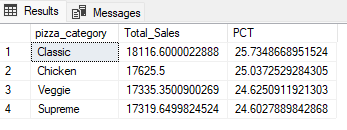 Results Messages
pizza_category Total_Sales PCT
1 Classic 18116.6000022888 25.7348668951524
2 Chicken 17625.5 25.0372529284305
3 Veggie 17335.3500900269 24.6250911921303
4 Supreme 17319.6499824524 24.6027889842868